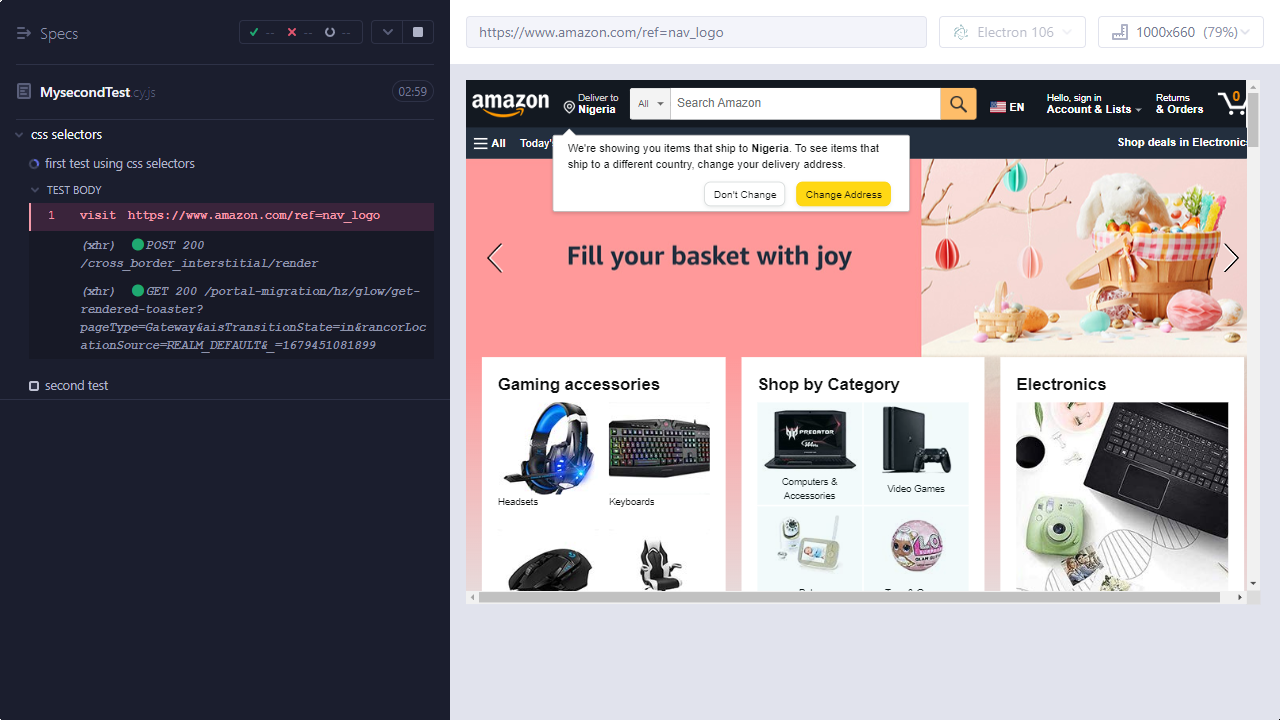 Specs
-- -- --
MysecondTest.cy.js
02:59
css selectors
first test using css selectors
TEST BODY
1 visit https://www.amazon.com/ref=nav_logo
(xhr) POST 200
/cross_border_interstitial/render
(xhr) GET 200 /portal-migration/hz/glow/get-
rendered-toaster?
pageType=Gateway&aisTransitionState=in&rancorLoc
ationSource=REALM_DEFAULT&_=1679451081899
second test
https://www.amazon.com/ref=nav_logo
Electron 106
1000x660 (79%)
amazon
Deliver to
Nigeria
All
Search Amazon
EN
Hello, sign in
Account & Lists
Returns
& Orders
0
All
Today's
Shop deals in Electronics
We're showing you items that ship to Nigeria. To see items that
ship to a different country, change your delivery address.
Don't Change
Change Address
Fill your basket with joy
Gaming accessories
Headsets
Keyboards
Shop by Category
PREDATOR
Computers &
Accessories
Video Games
L.O.L.
SURPRISE
Electronics